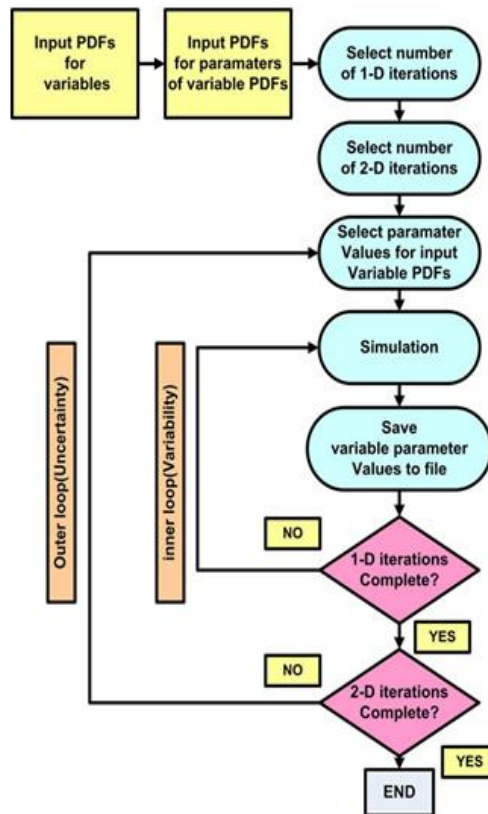 Input PDFs
for
variables
Input PDFs
for paramaters
of variable PDFs
Select number
of 1-D iterations
Select number
of 2-D iterations
Select paramater
Values for input
Variable PDFs
Simulation
Save
variable parameter
Values to file
Outer loop(Uncertainty)
inner loop(Variability)
NO
1-D iterations
Complete?
YES
NO
2-D iterations
Complete?
YES
END